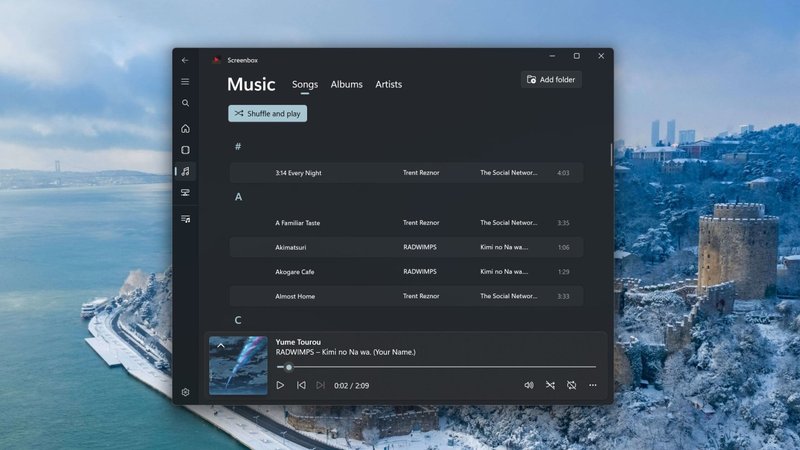 Screenbox
Music Songs Albums Artists
Add folder
Shuffle and play
#
3:14 Every Night Trent Reznor The Social Networ... 4:03
A
A Familiar Taste Trent Reznor The Social Networ... 3:35
Akimatsuri RADWIMPS Kimi no Na wa.... 1:06
Akogare Cafe RADWIMPS Kimi no Na wa.... 1:29
Almost Home Trent Reznor The Social Networ... 3:33
C
Yume Tourou
RADWIMPS – Kimi no Na wa. (Your Name.)
0:02 / 2:09